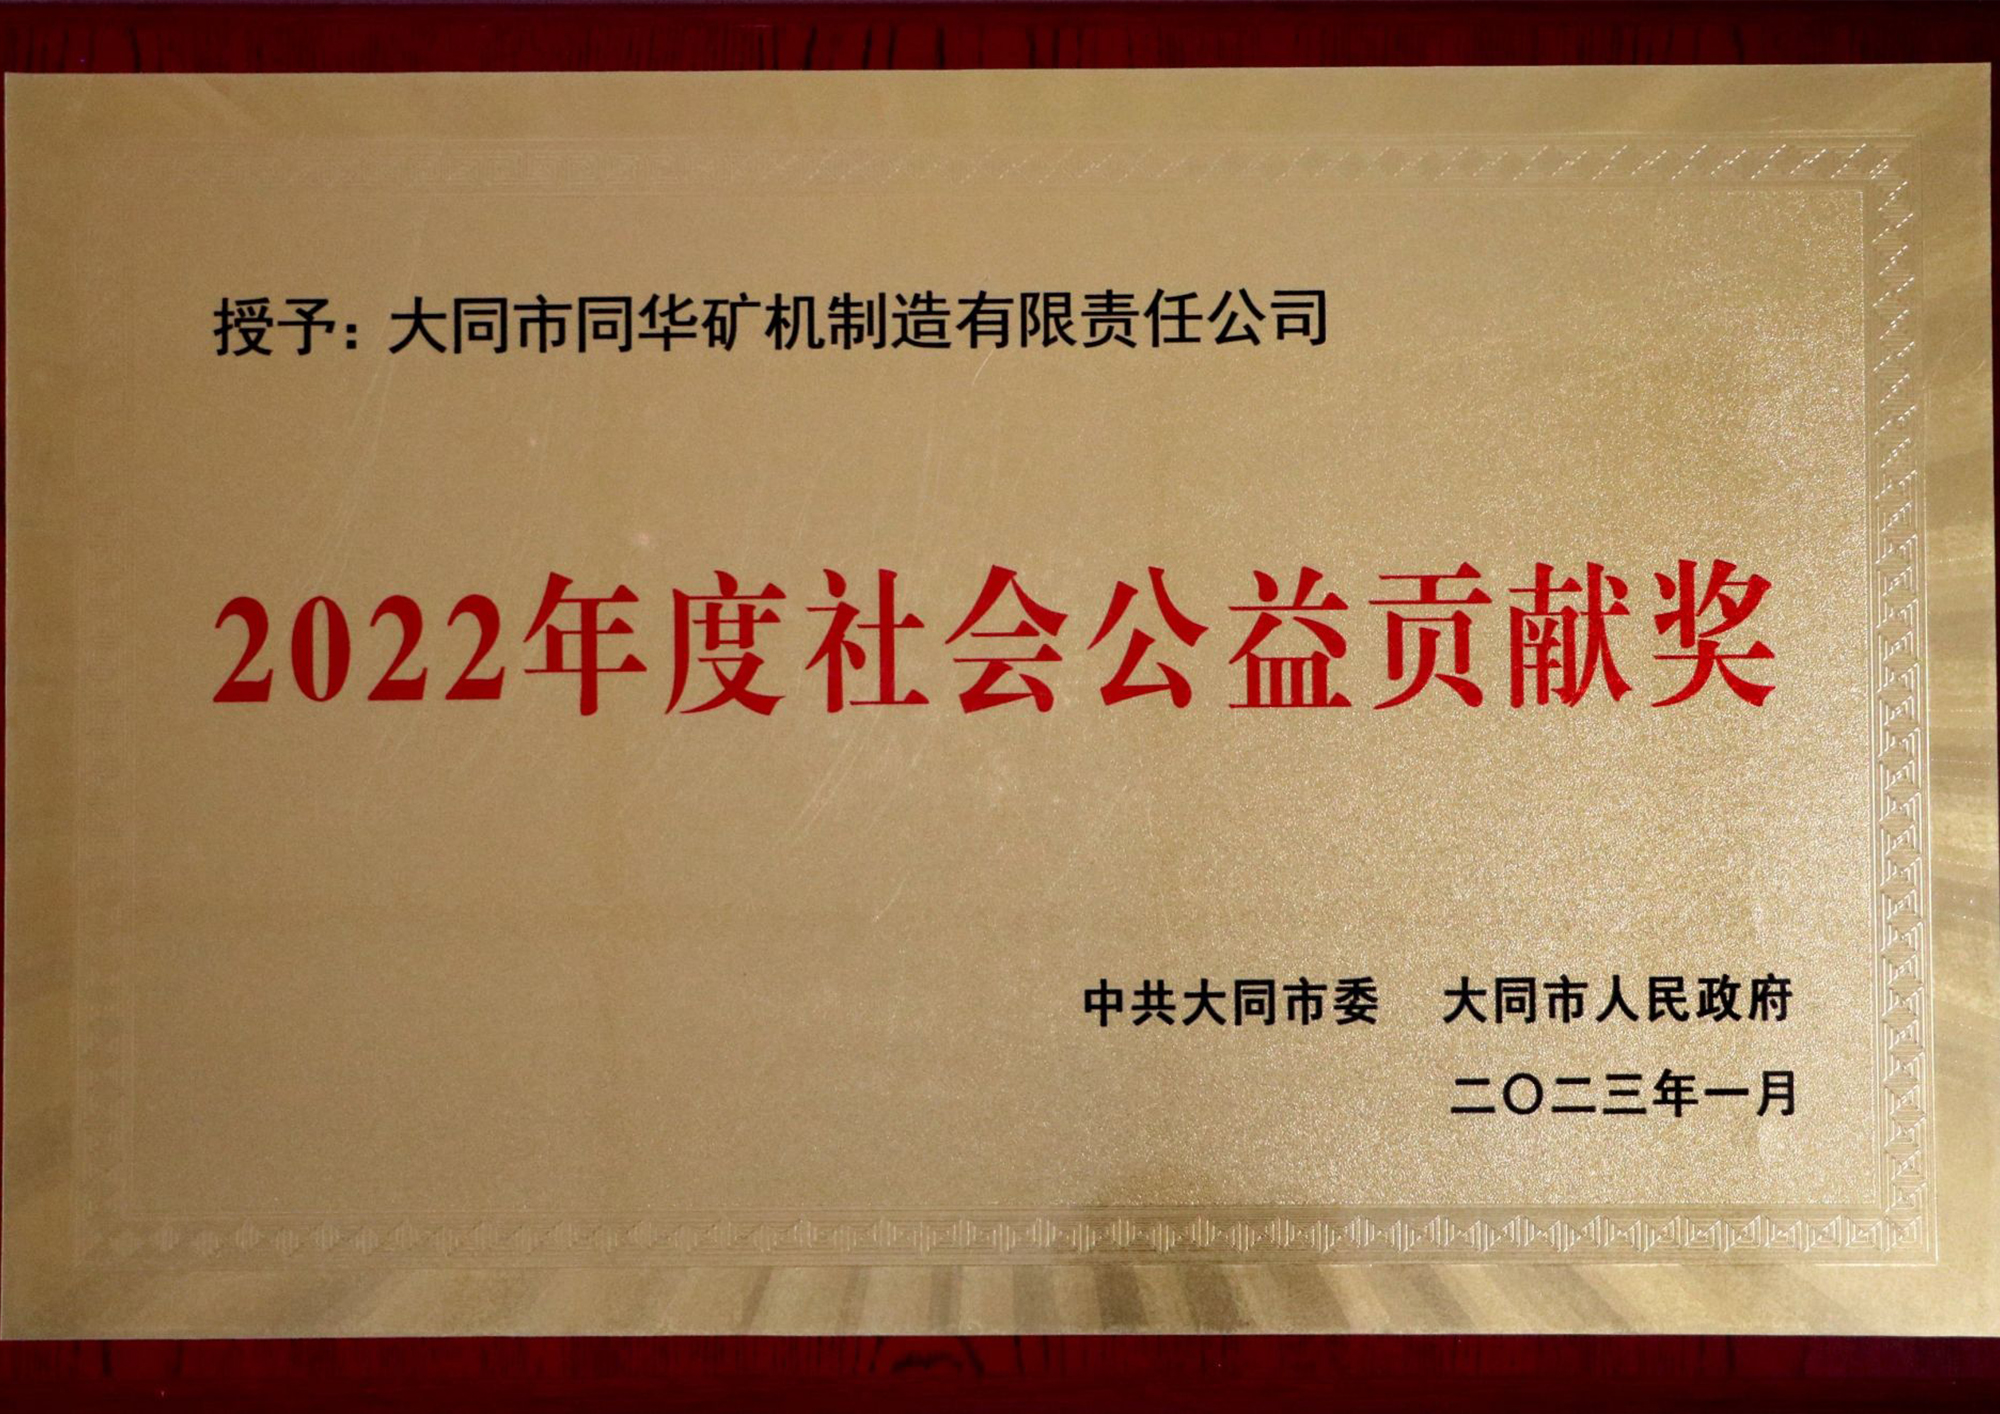 授予：大同市同华矿机制造有限责任公司
2022年度社会公益贡献奖
中共大同市委 大同市人民政府
二〇二三年一月